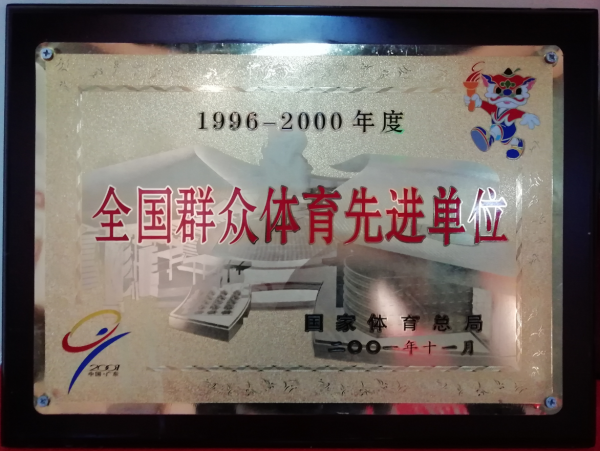 1996-2000年度
全国群众体育先进单位
国家体育总局
二〇〇一年十一月